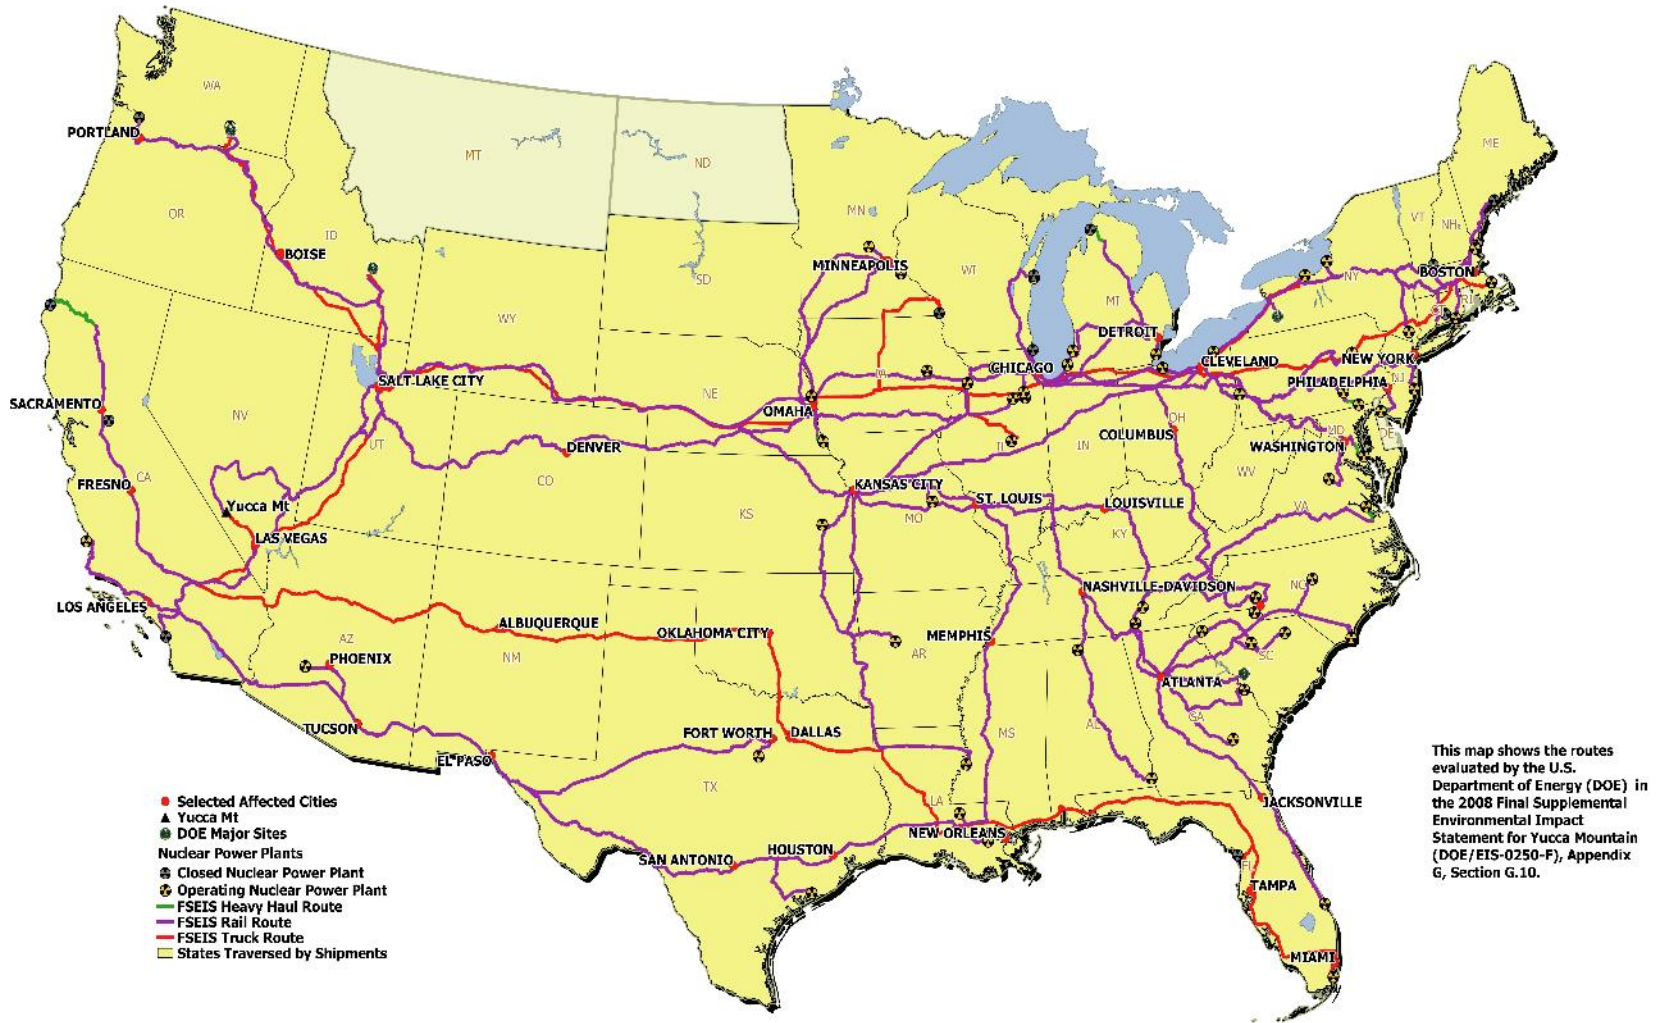 WA
PORTLAND
MT
ND
ME
OR
ID
BOISE
MN
MINNEAPOLIS
VT
NH
WI
SD
NY
BOSTON
MI
WY
RI
DETROIT
CHICAGO
CLEVELAND
NEW YORK
SALT LAKE CITY
IA
NE
PHILADELPHIA
NJ
SACRAMENTO
OMAHA
NV
UT
DENVER
OH
COLUMBUS
IL
IN
WASHINGTON
MD
DE
CA
FRESNO
CO
KANSAS CITY
WV
Yucca Mt
ST. LOUIS
LOUISVILLE
KS
MO
VA
LAS VEGAS
KY
NASHVILLE-DAVIDSON
NC
LOS ANGELES
ALBUQUERQUE
OKLAHOMA CITY
MEMPHIS
AZ
PHOENIX
NM
AR
SC
ATLANTA
TUCSON
FORT WORTH
DALLAS
MS
AL
GA
EL PASO
TX
LA
JACKSONVILLE
NEW ORLEANS
SAN ANTONIO
HOUSTON
FL
TAMPA
MIAMI
Selected Affected Cities
Yucca Mt
DOE Major Sites
Nuclear Power Plants
Closed Nuclear Power Plant
Operating Nuclear Power Plant
FSEIS Heavy Haul Route
FSEIS Rail Route
FSEIS Truck Route
States Traversed by Shipments
This map shows the routes
evaluated by the U.S.
Department of Energy (DOE) in
the 2008 Final Supplemental
Environmental Impact
Statement for Yucca Mountain
(DOE/EIS-0250-F), Appendix
G, Section G.10.